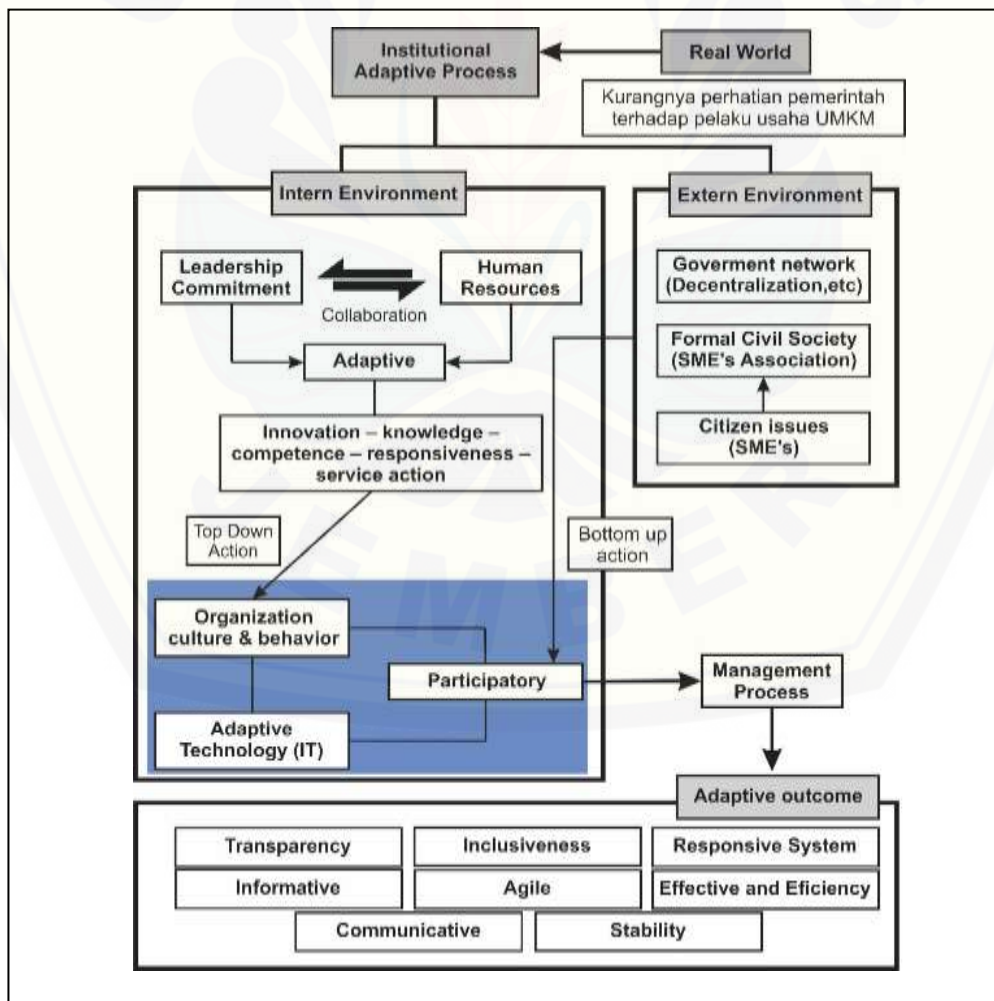 Institutional
Adaptive Process
Real World
Kurangnya perhatian pemerintah
terhadap pelaku usaha UMKM
Intern Environment
Extern Environment
Leadership
Commitment
Human
Resources
Collaboration
Adaptive
Innovation – knowledge –
competence – responsiveness –
service action
Goverment network
(Decentralization,etc)
Formal Civil Society
(SME's Association)
Citizen issues
(SME's)
Top Down
Action
Bottom up
action
Organization
culture & behavior
Participatory
Adaptive
Technology (IT)
Management
Process
Adaptive outcome
Transparency
Inclusiveness
Responsive System
Informative
Agile
Effective and Eficiency
Communicative
Stability
JEMBER